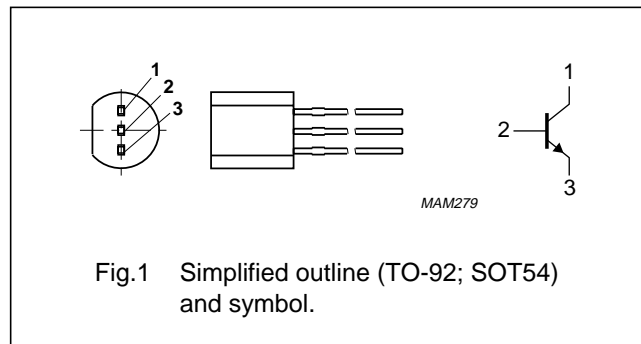 1
2
3
1
2
3
MAM279
Fig.1 Simplified outline (TO-92; SOT54)
and symbol.